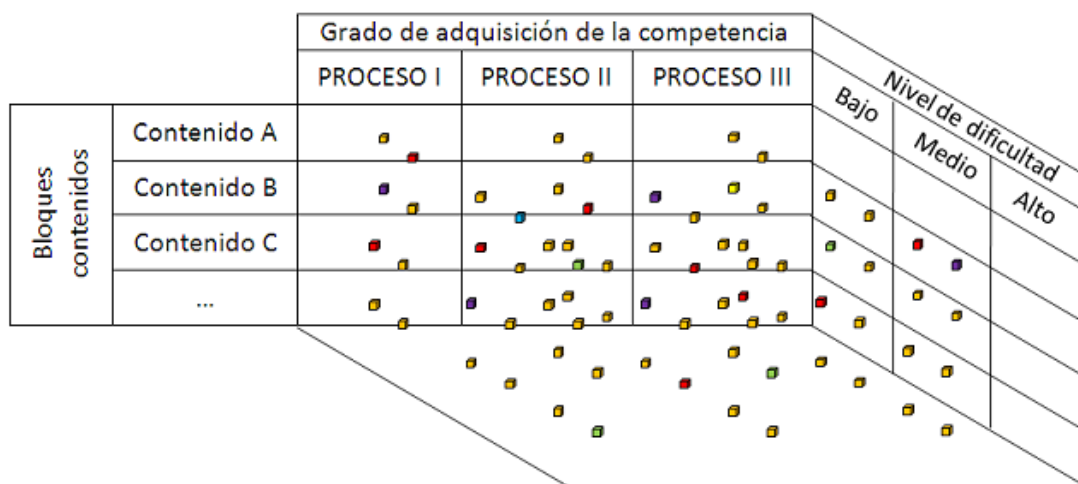 Grado de adquisición de la competencia
PROCESO I
PROCESO II
PROCESO III
Nivel de dificultad
Bajo
Medio
Alto
Bloques
contenidos
Contenido A
Contenido B
Contenido C
...